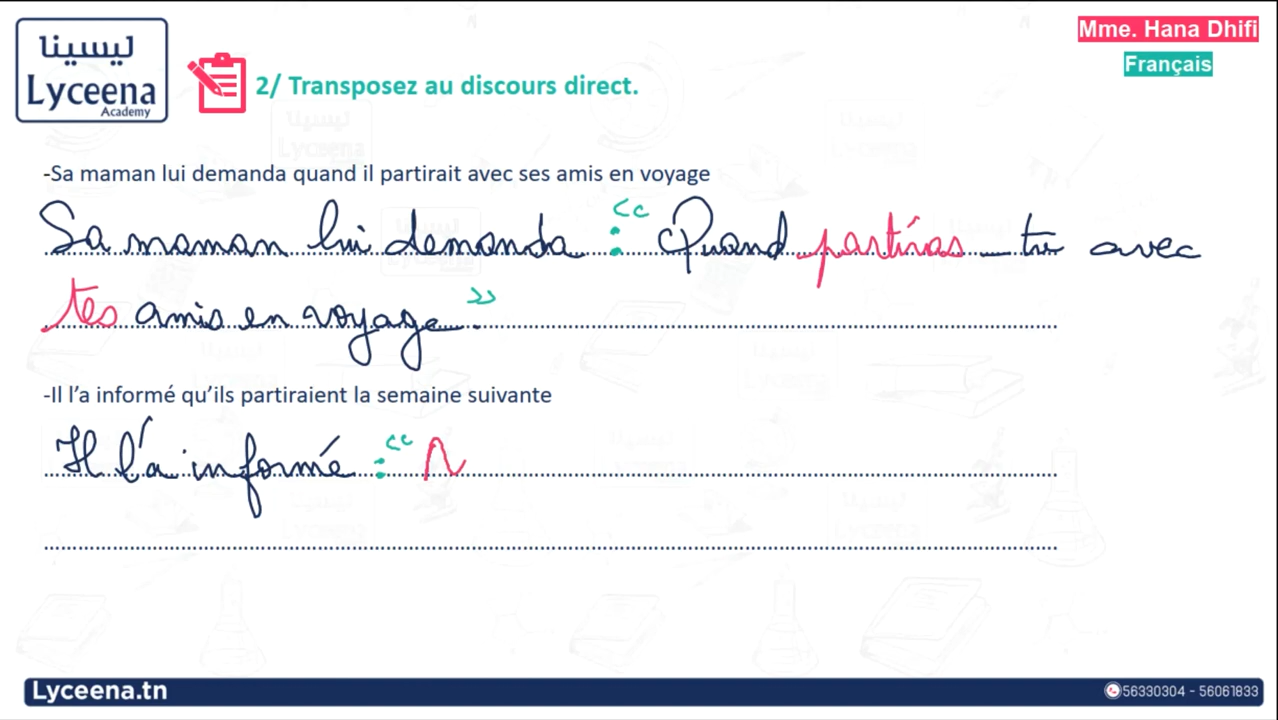 ليسينا
Lyceena
Academy
Mme. Hana Dhifi
Français
2/ Transposez au discours direct.
-Sa maman lui demanda quand il partirait avec ses amis en voyage
Sa maman lui demanda : << Quand partiras-tu avec
tes amis en voyage >>.
-Il l’a informé qu’ils partiraient la semaine suivante
Il l'a informé : << N
Lyceena.tn
56330304 - 56061833